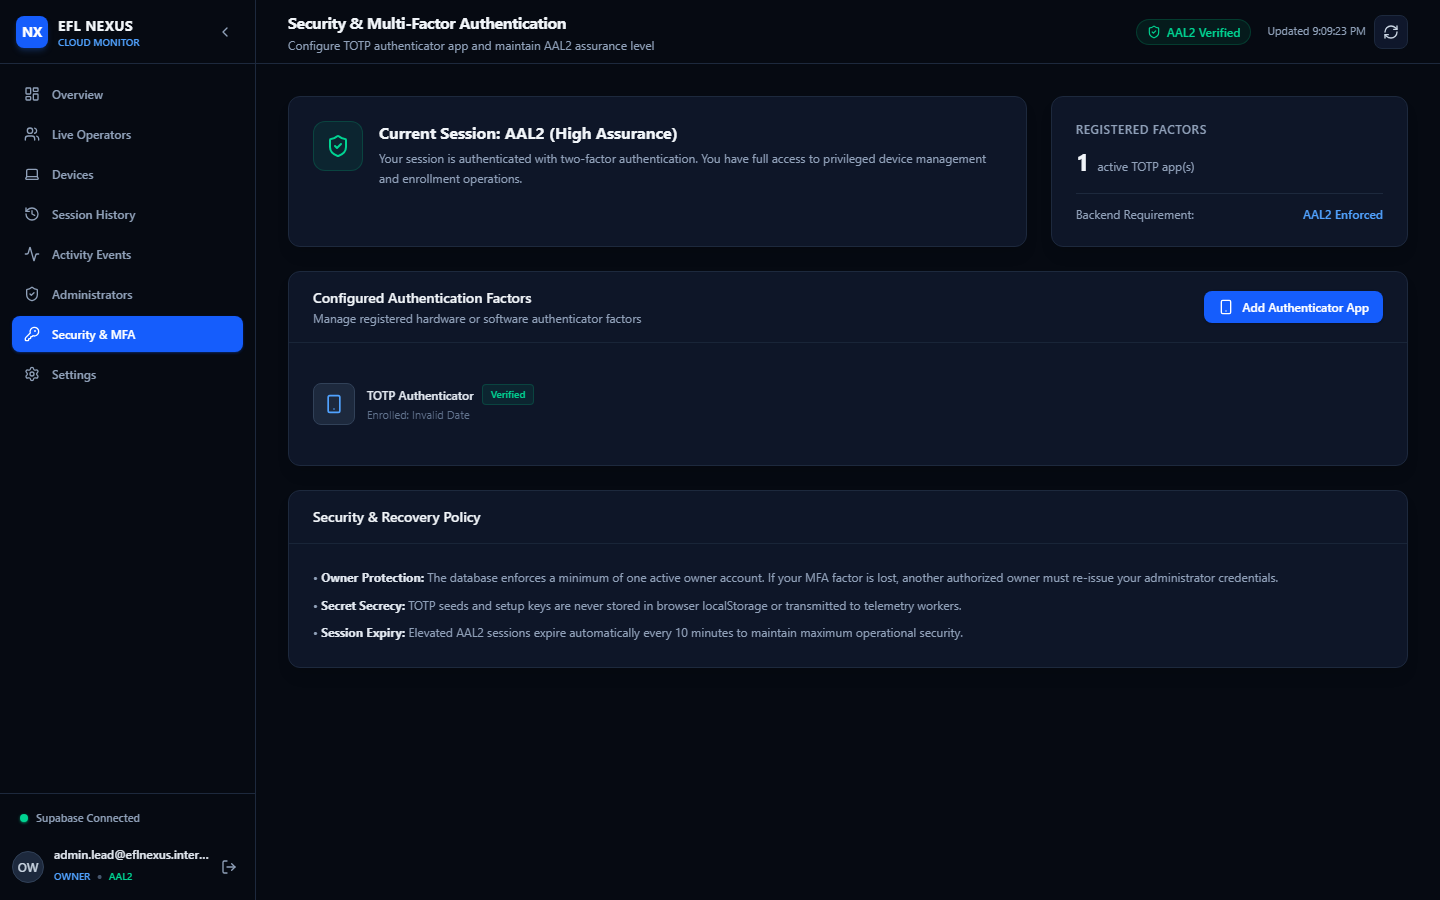 NX
EFL NEXUS
CLOUD MONITOR
Overview
Live Operators
Devices
Session History
Activity Events
Administrators
Security & MFA
Settings
Supabase Connected
OW
admin.lead@eflnexus.inter...
OWNER • AAL2
Security & Multi-Factor Authentication
Configure TOTP authenticator app and maintain AAL2 assurance level
AAL2 Verified
Updated 9:09:23 PM
Current Session: AAL2 (High Assurance)
Your session is authenticated with two-factor authentication. You have full access to privileged device management
and enrollment operations.
REGISTERED FACTORS
1 active TOTP app(s)
Backend Requirement: AAL2 Enforced
Configured Authentication Factors
Manage registered hardware or software authenticator factors
Add Authenticator App
TOTP Authenticator Verified
Enrolled: Invalid Date
Security & Recovery Policy
• Owner Protection: The database enforces a minimum of one active owner account. If your MFA factor is lost, another authorized owner must re-issue your administrator credentials.
• Secret Secrecy: TOTP seeds and setup keys are never stored in browser localStorage or transmitted to telemetry workers.
• Session Expiry: Elevated AAL2 sessions expire automatically every 10 minutes to maintain maximum operational security.